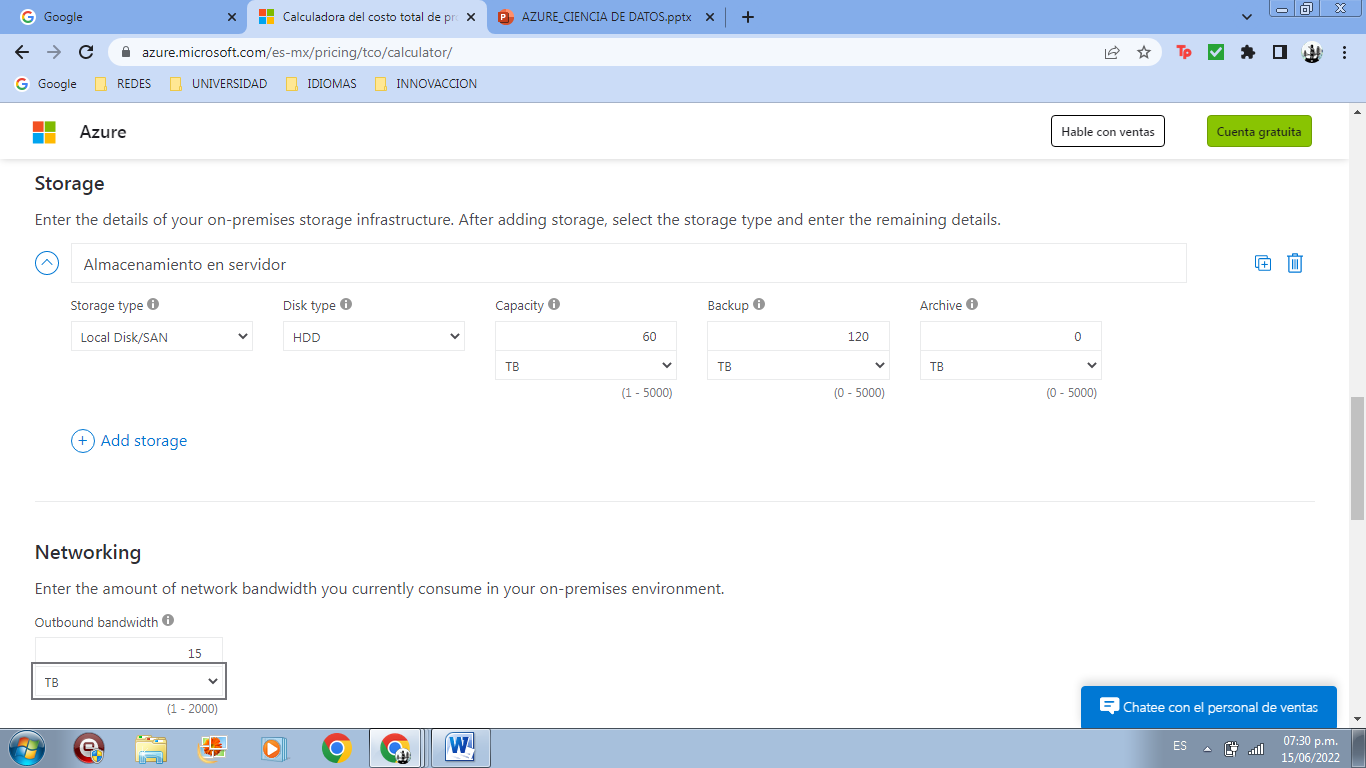 Google
Calculadora del costo total de pro
AZURE_CIENCIA DE DATOS.pptx
azure.microsoft.com/es-mx/pricing/tco/calculator/
Google REDES UNIVERSIDAD IDIOMAS INNOVACCION
Azure
Hable con ventas
Cuenta gratuita
Storage
Enter the details of your on-premises storage infrastructure. After adding storage, select the storage type and enter the remaining details.
Almacenamiento en servidor
Storage type Disk type Capacity Backup Archive
Local Disk/SAN HDD 60 120 0
TB TB TB
(1 - 5000) (0 - 5000) (0 - 5000)
Add storage
Networking
Enter the amount of network bandwidth you currently consume in your on-premises environment.
Outbound bandwidth
15
TB
(1 - 2000)
Chatee con el personal de ventas
ES
07:30 p.m.
15/06/2022